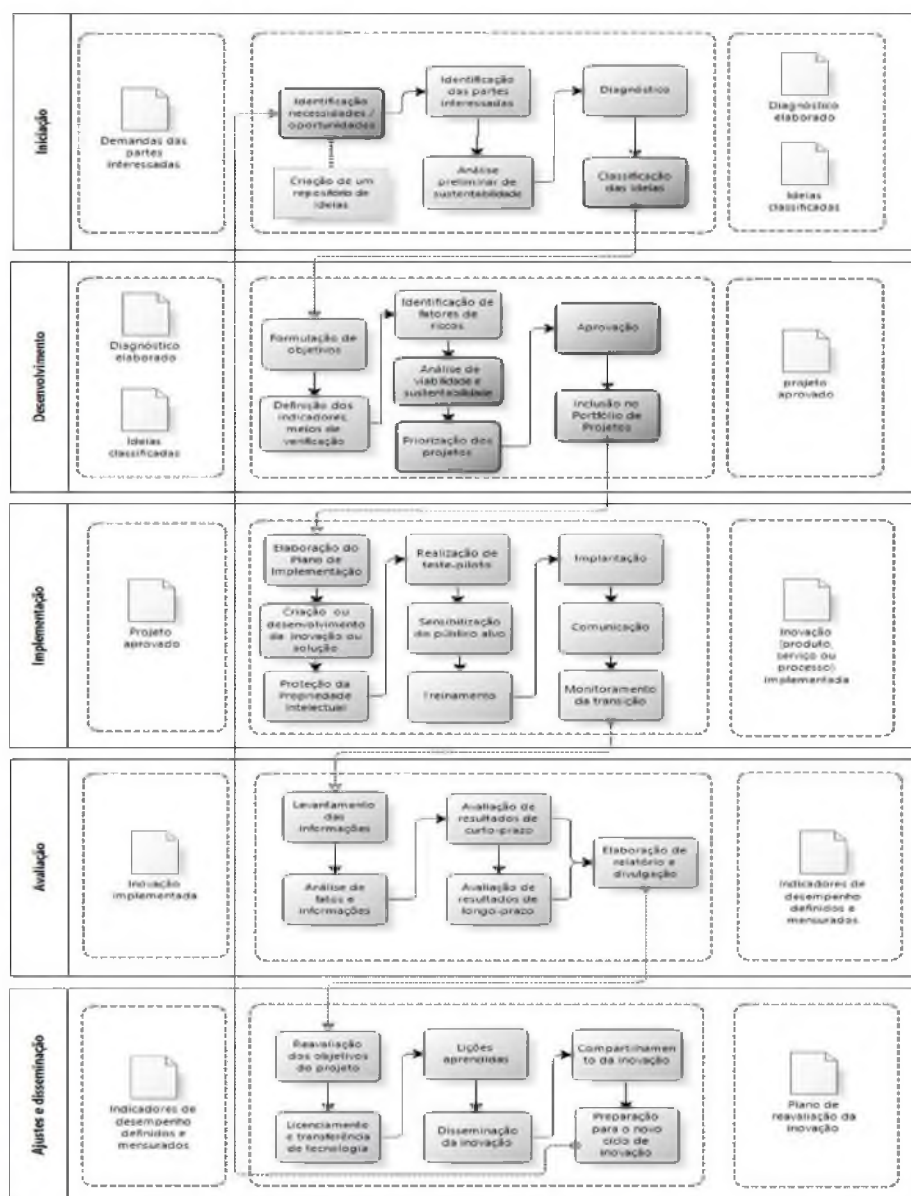 Iniciação
Demandas das
partes
interessadas
Identificação
necessidades /
oportunidades
Criação de um
repositório de
ideias
Identificação
das partes
interessadas
Análise
preliminar de
sustentabilidade
Diagnóstico
Classificação
das ideias
Diagnóstico
elaborado
Ideias
classificadas
Desenvolvimento
Diagnóstico
elaborado
Ideias
classificadas
Formulação de
objetivos
Definição dos
indicadores,
meios de
verificação
Identificação de
fatores de
riscos
Análise de
viabilidade e
sustentabilidade
Priorização dos
projetos
Aprovação
Inclusão no
Portfólio de
Projetos
projeto
aprovado
Implementação
Projeto
aprovado
Elaboração do
Plano de
Implementação
Criação ou
desenvolvimento
da inovação ou
solução
Proteção da
Propriedade
Intelectual
Realização de
teste-piloto
Sensibilização
do público alvo
Treinamento
Implantação
Comunicação
Monitoramento
da transição
Inovação
(produto,
serviço ou
processo)
implementada
Avaliação
Inovação
implementada
Levantamento
das
informações
Análise de
fatos e
informações
Avaliação de
resultados de
curto-prazo
Avaliação de
resultados de
longo-prazo
Elaboração de
relatório e
divulgação
Indicadores de
desempenho
definidos e
mensurados
Ajustes e disseminação
Indicadores de
desempenho
definidos e
mensurados
Reavaliação
dos objetivos
do projeto
Licenciamento
e transferência
de tecnologia
Lições
aprendidas
Disseminação
da inovação
Compartilhamen
to da inovação
Preparação
para o novo
ciclo de
inovação
Plano de
reavaliação da
inovação